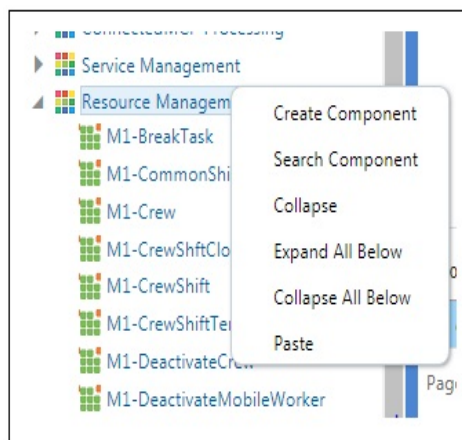 Service Management
Resource Managem
M1-BreakTask
M1-CommonShi
M1-Crew
M1-CrewShftClo
M1-CrewShift
M1-CrewShiftTe
M1-DeactivateCrew
M1-DeactivateMobileWorker
Create Component
Search Component
Collapse
Expand All Below
Collapse All Below
Paste
Pag